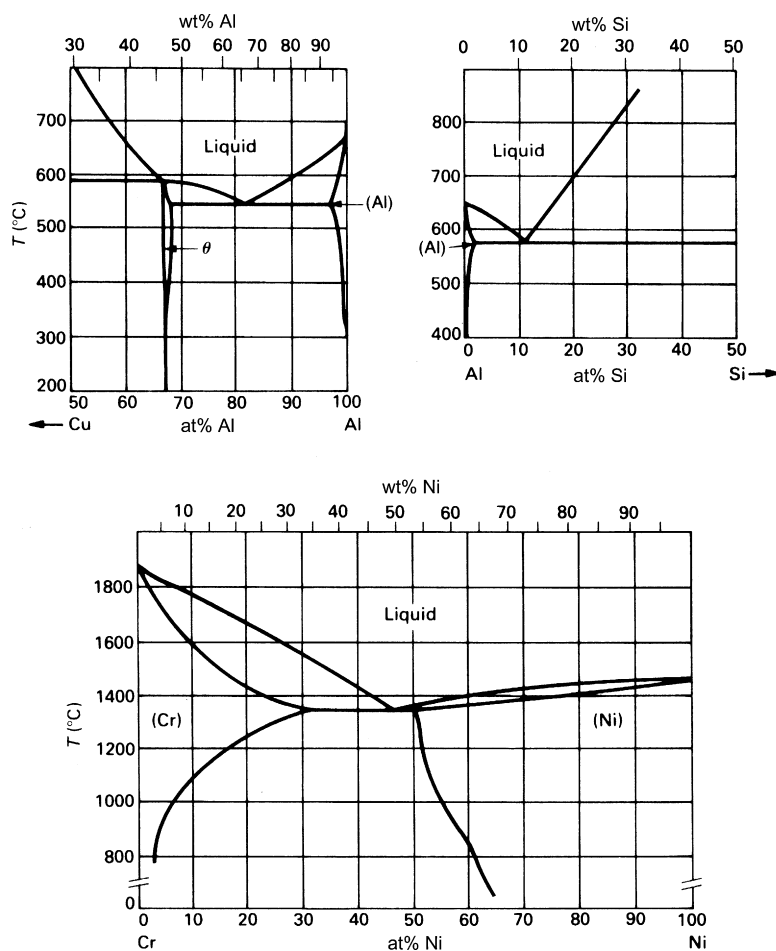 wt% Al
30 40 50 60 70 80 90
700
600
500
400
300
200
T (°C)
Liquid
(Al)
θ
50 60 70 80 90 100
Cu
at% Al
Al
wt% Si
0 10 20 30 40 50
800
700
600
500
400
T (°C)
Liquid
(Al)
0 10 20 30 40 50
Al
at% Si
Si
wt% Ni
10 20 30 40 50 60 70 80 90
1800
1600
1400
1200
1000
800
0
T (°C)
Liquid
(Cr)
(Ni)
0 10 20 30 40 50 60 70 80 90 100
Cr
at% Ni
Ni